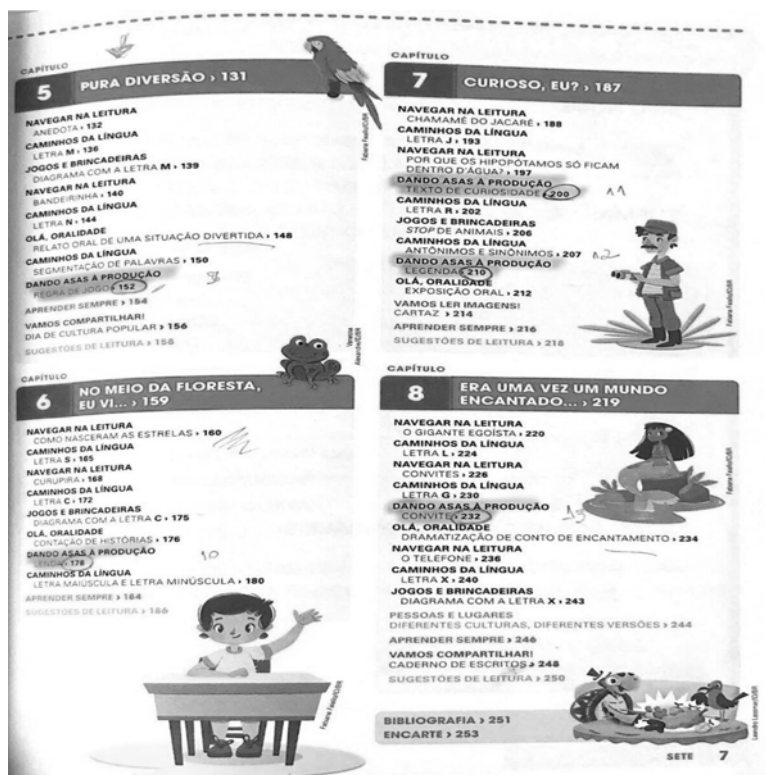 CAPÍTULO
5 PURA DIVERSÃO › 131
NAVEGAR NA LEITURA
ANEDOTA › 132
CAMINHOS DA LÍNGUA
LETRA M › 136
JOGOS E BRINCADEIRAS
DIAGRAMA COM A LETRA M › 139
NAVEGAR NA LEITURA
BANDEIRINHA › 140
CAMINHOS DA LÍNGUA
LETRA N › 144
OLÁ, ORALIDADE
RELATO ORAL DE UMA SITUAÇÃO DIVERTIDA › 148
CAMINHOS DA LÍNGUA
SEGMENTAÇÃO DE PALAVRAS › 150
DANDO ASAS À PRODUÇÃO
REGRA DE JOGO › 152
APRENDER SEMPRE › 154
VAMOS COMPARTILHAR!
DIA DE CULTURA POPULAR › 156
SUGESTÕES DE LEITURA › 158
CAPÍTULO
6 NO MEIO DA FLORESTA,
EU VI... › 159
NAVEGAR NA LEITURA
COMO NASCERAM AS ESTRELAS › 160
CAMINHOS DA LÍNGUA
LETRA S › 165
NAVEGAR NA LEITURA
CURUPIRA › 168
CAMINHOS DA LÍNGUA
LETRA C › 172
JOGOS E BRINCADEIRAS
DIAGRAMA COM A LETRA C › 175
OLÁ, ORALIDADE
CONTAÇÃO DE HISTÓRIAS › 176
DANDO ASAS À PRODUÇÃO
LENDA › 178
10
CAMINHOS DA LÍNGUA
LETRA MAIÚSCULA E LETRA MINÚSCULA › 180
APRENDER SEMPRE › 184
SUGESTÕES DE LEITURA › 186
Fabiana Faiallo/ID/BR
CAPÍTULO
7 CURIOSO, EU? › 187
NAVEGAR NA LEITURA
CHAMAMÉ DO JACARÉ › 188
CAMINHOS DA LÍNGUA
LETRA J › 193
NAVEGAR NA LEITURA
POR QUE OS HIPOPÓTAMOS SÓ FICAM
DENTRO D'ÁGUA? › 197
DANDO ASAS À PRODUÇÃO
TEXTO DE CURIOSIDADE › 200 11
CAMINHOS DA LÍNGUA
LETRA R › 202
JOGOS E BRINCADEIRAS
STOP DE ANIMAIS › 206
CAMINHOS DA LÍNGUA
ANTÔNIMOS E SINÔNIMOS › 207 12
DANDO ASAS À PRODUÇÃO
LEGENDA › 210
OLÁ, ORALIDADE
EXPOSIÇÃO ORAL › 212
VAMOS LER IMAGENS!
CARTAZ › 214
APRENDER SEMPRE › 216
SUGESTÕES DE LEITURA › 218
CAPÍTULO
8 ERA UMA VEZ UM MUNDO
ENCANTADO... › 219
NAVEGAR NA LEITURA
O GIGANTE EGOÍSTA › 220
CAMINHOS DA LÍNGUA
LETRA L › 224
NAVEGAR NA LEITURA
CONVITES › 226
CAMINHOS DA LÍNGUA
LETRA G › 230
DANDO ASAS À PRODUÇÃO
CONVITE › 232 13
OLÁ, ORALIDADE
DRAMATIZAÇÃO DE CONTO DE ENCANTAMENTO › 234
NAVEGAR NA LEITURA
O TELEFONE › 236
CAMINHOS DA LÍNGUA
LETRA X › 240
JOGOS E BRINCADEIRAS
DIAGRAMA COM A LETRA X › 243
PESSOAS E LUGARES
DIFERENTES CULTURAS, DIFERENTES VERSÕES › 244
APRENDER SEMPRE › 246
VAMOS COMPARTILHAR!
CADERNO DE ESCRITOS › 248
SUGESTÕES DE LEITURA › 250
BIBLIOGRAFIA › 251
ENCARTE › 253
SETE 7